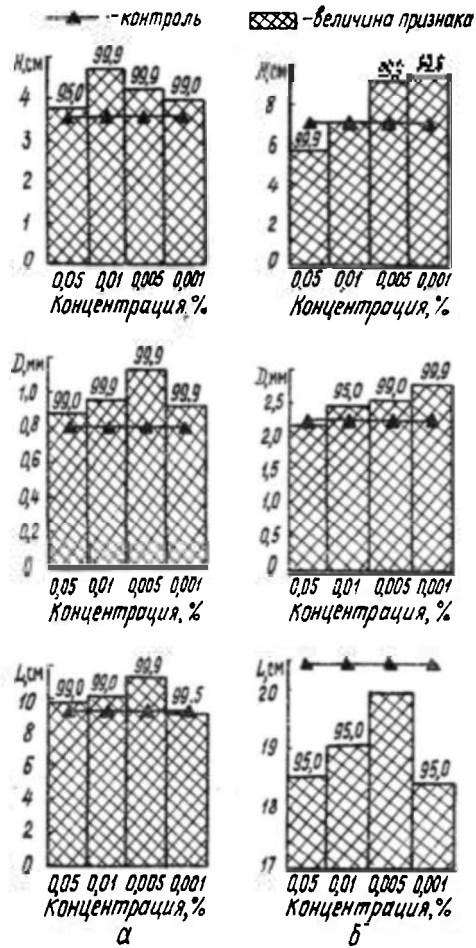 -контроль
-величина признака
H,см
4
3
2
1
0
95,0
99,9
99,9
99,0
0,05 0,01 0,005 0,001
Концентрация,%
H,см
8
6
4
2
0
99,9
0,05 0,01 0,005 0,001
Концентрация,%
D,мм
1,0
0,8
0,6
0,4
0,2
0
99,0
99,9
99,9
99,9
0,05 0,01 0,005 0,001
Концентрация,%
D,мм
2,5
2,0
1,5
1,0
0,5
0
95,0
99,0
99,9
0,05 0,01 0,005 0,001
Концентрация,%
L,см
10
8
6
4
2
0
99,0
99,0
99,9
99,5
0,05 0,01 0,005 0,001
Концентрация,%
а
L,см
20
19
18
17
95,0
95,0
95,0
0,05 0,01 0,005 0,001
Концентрация,%
б